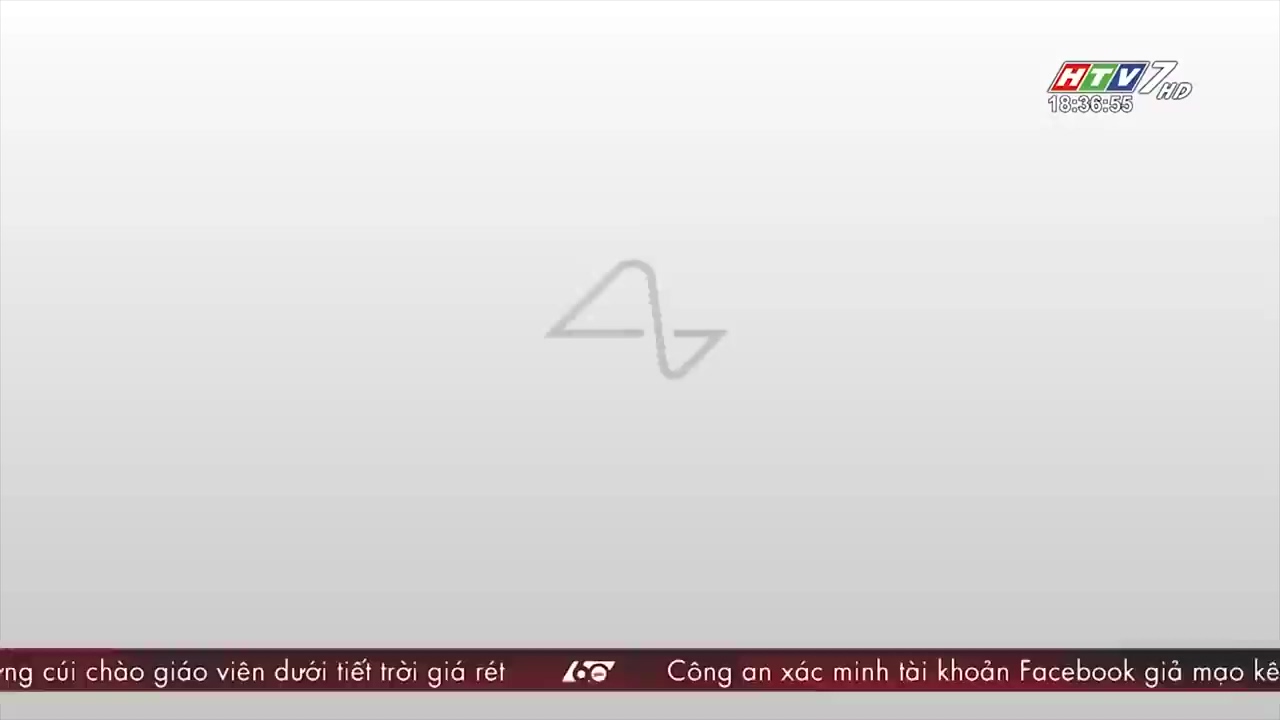 HTV7
HD
18:36:55
cúi chào giáo viên dưới tiết trời giá rét
Công an xác minh tài khoản Facebook giả mạo kê